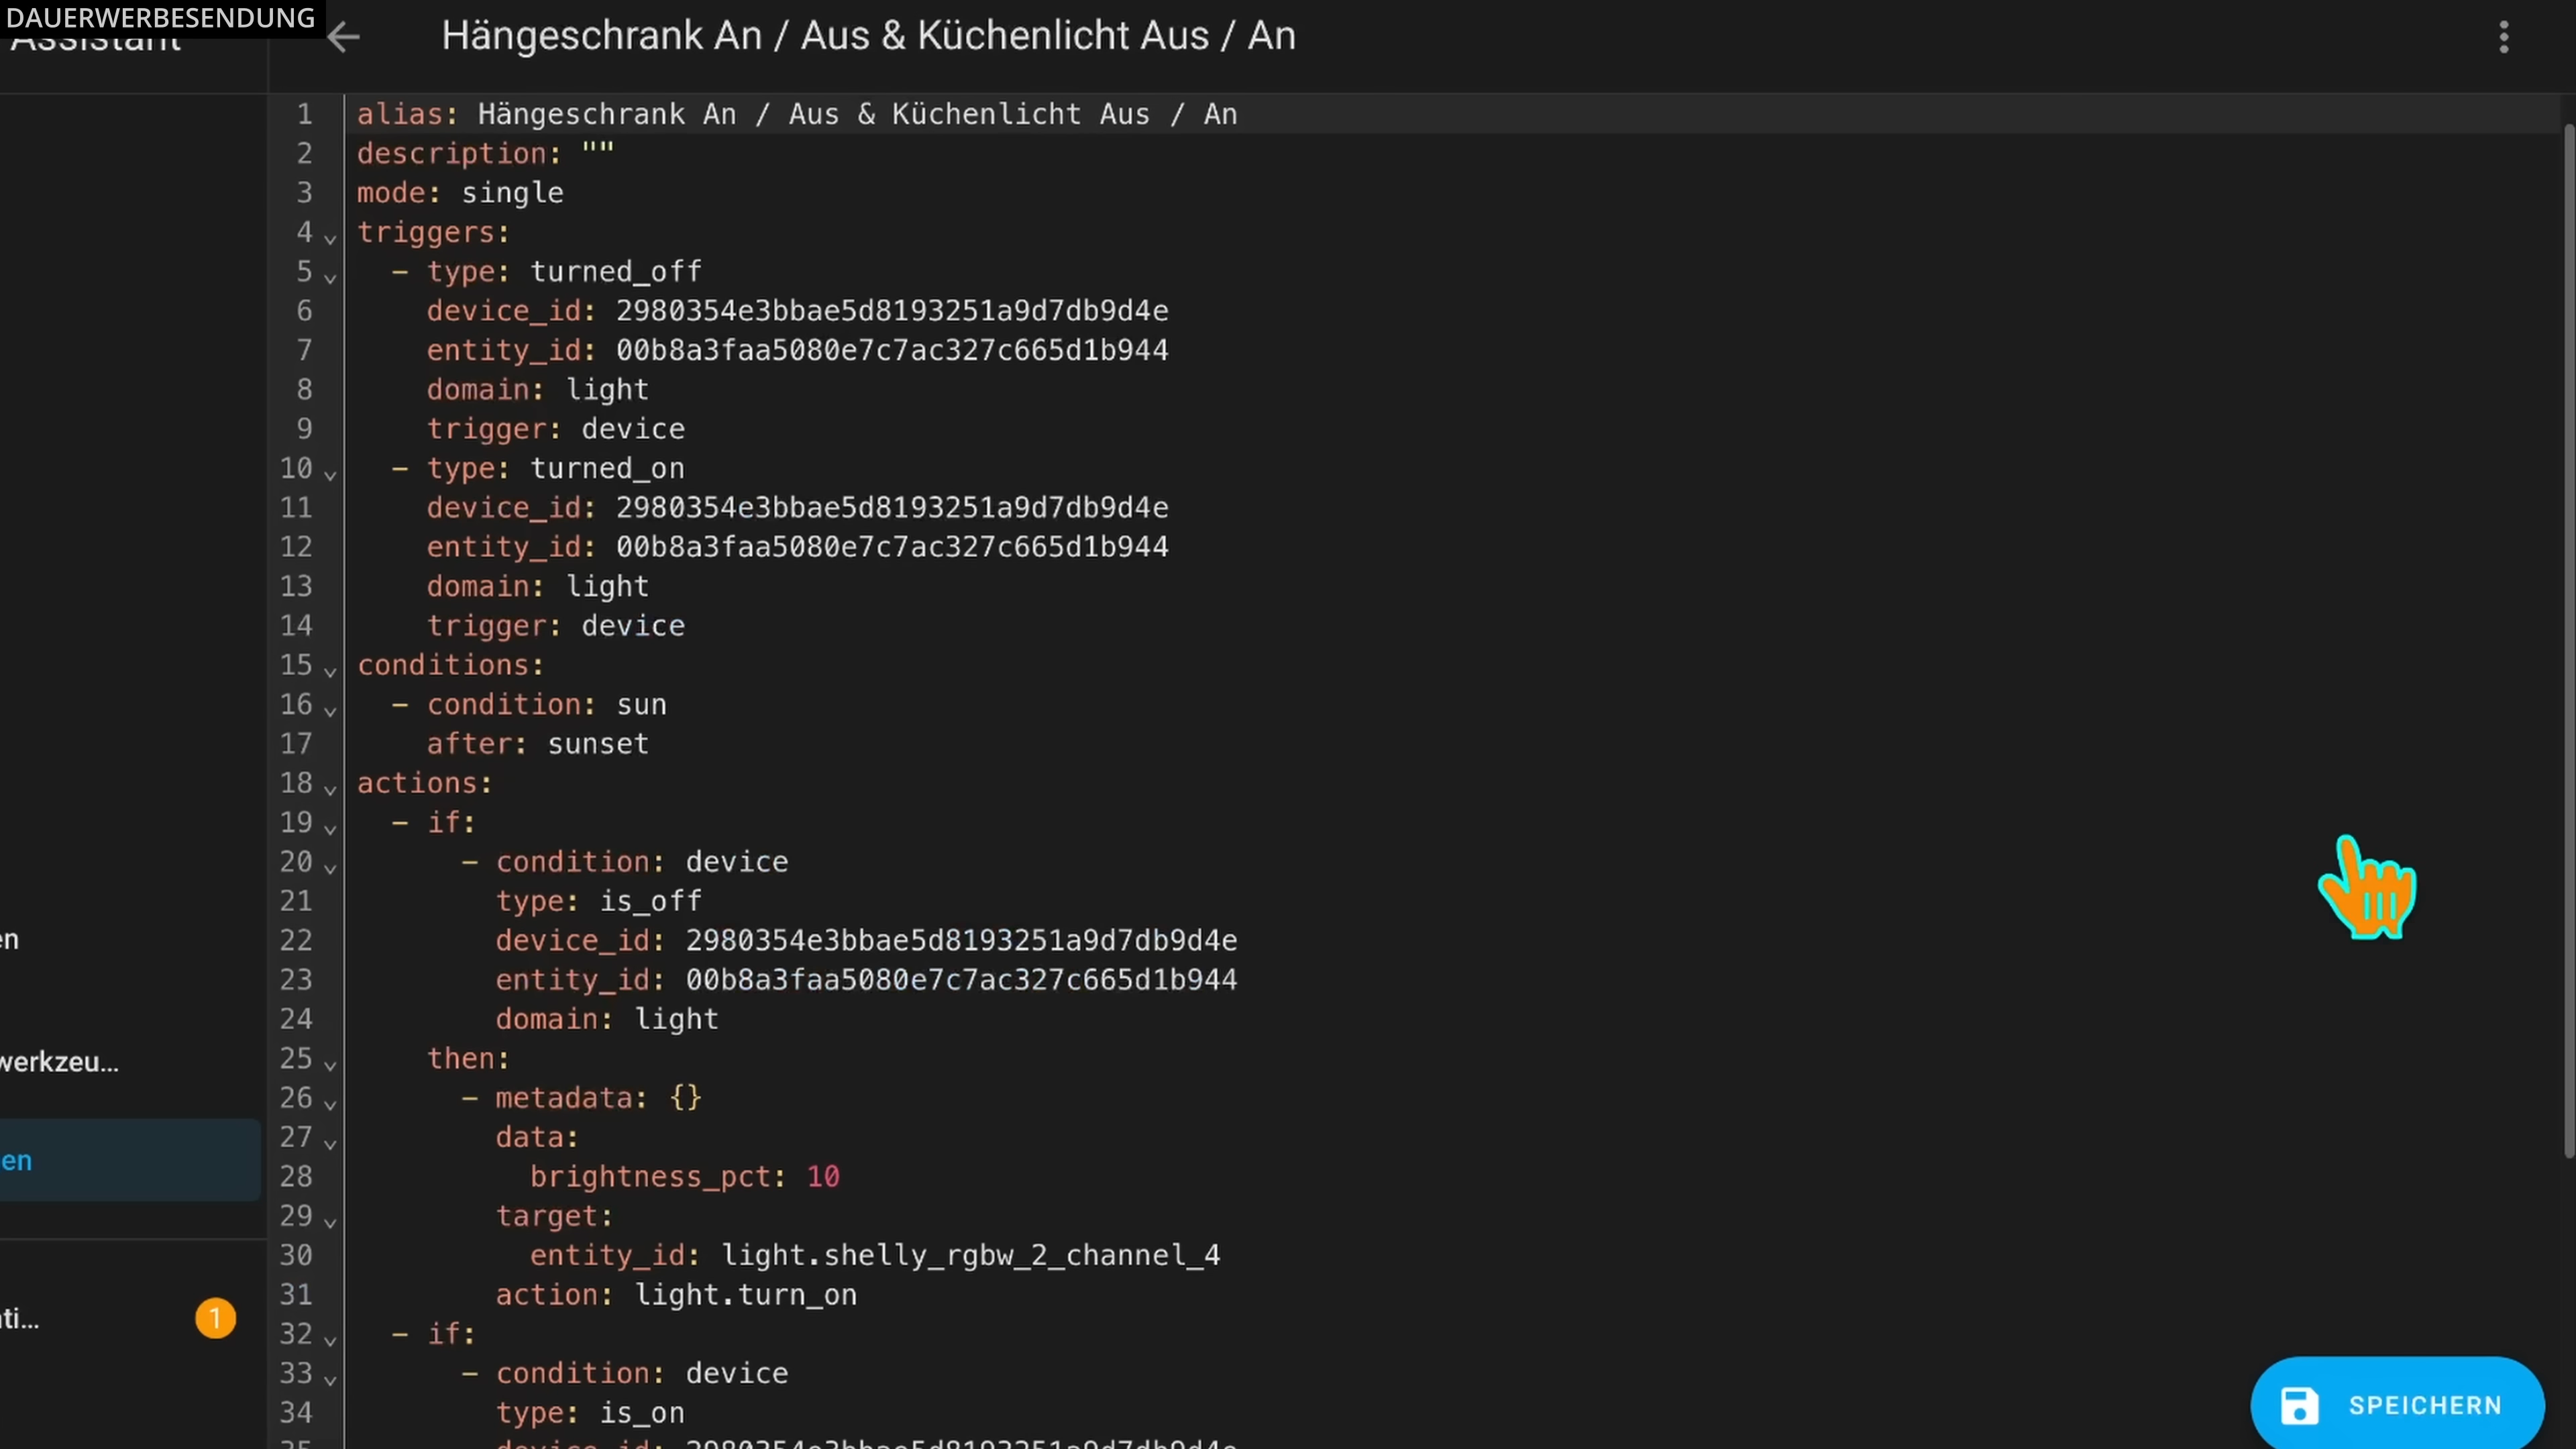 DAUERWERBESENDUNG
Assistant
Hängeschrank An / Aus & Küchenlicht Aus / An
1 alias: Hängeschrank An / Aus & Küchenlicht Aus / An
2 description: ""
3 mode: single
4 triggers:
5 - type: turned_off
6 device_id: 2980354e3bbae5d8193251a9d7db9d4e
7 entity_id: 00b8a3faa5080e7c7ac327c665d1b944
8 domain: light
9 trigger: device
10 - type: turned_on
11 device_id: 2980354e3bbae5d8193251a9d7db9d4e
12 entity_id: 00b8a3faa5080e7c7ac327c665d1b944
13 domain: light
14 trigger: device
15 conditions:
16 - condition: sun
17 after: sunset
18 actions:
19 - if:
20 - condition: device
21 type: is_off
22 device_id: 2980354e3bbae5d8193251a9d7db9d4e
23 entity_id: 00b8a3faa5080e7c7ac327c665d1b944
24 domain: light
25 then:
26 - metadata: {}
27 data:
28 brightness_pct: 10
29 target:
30 entity_id: light.shelly_rgbw_2_channel_4
31 action: light.turn_on
32 - if:
33 - condition: device
34 type: is_on
35 device_id: 2980354e3bbae5d8193251a9d7db9d4e
en
werkzeu...
en
ti...
1
SPEICHERN